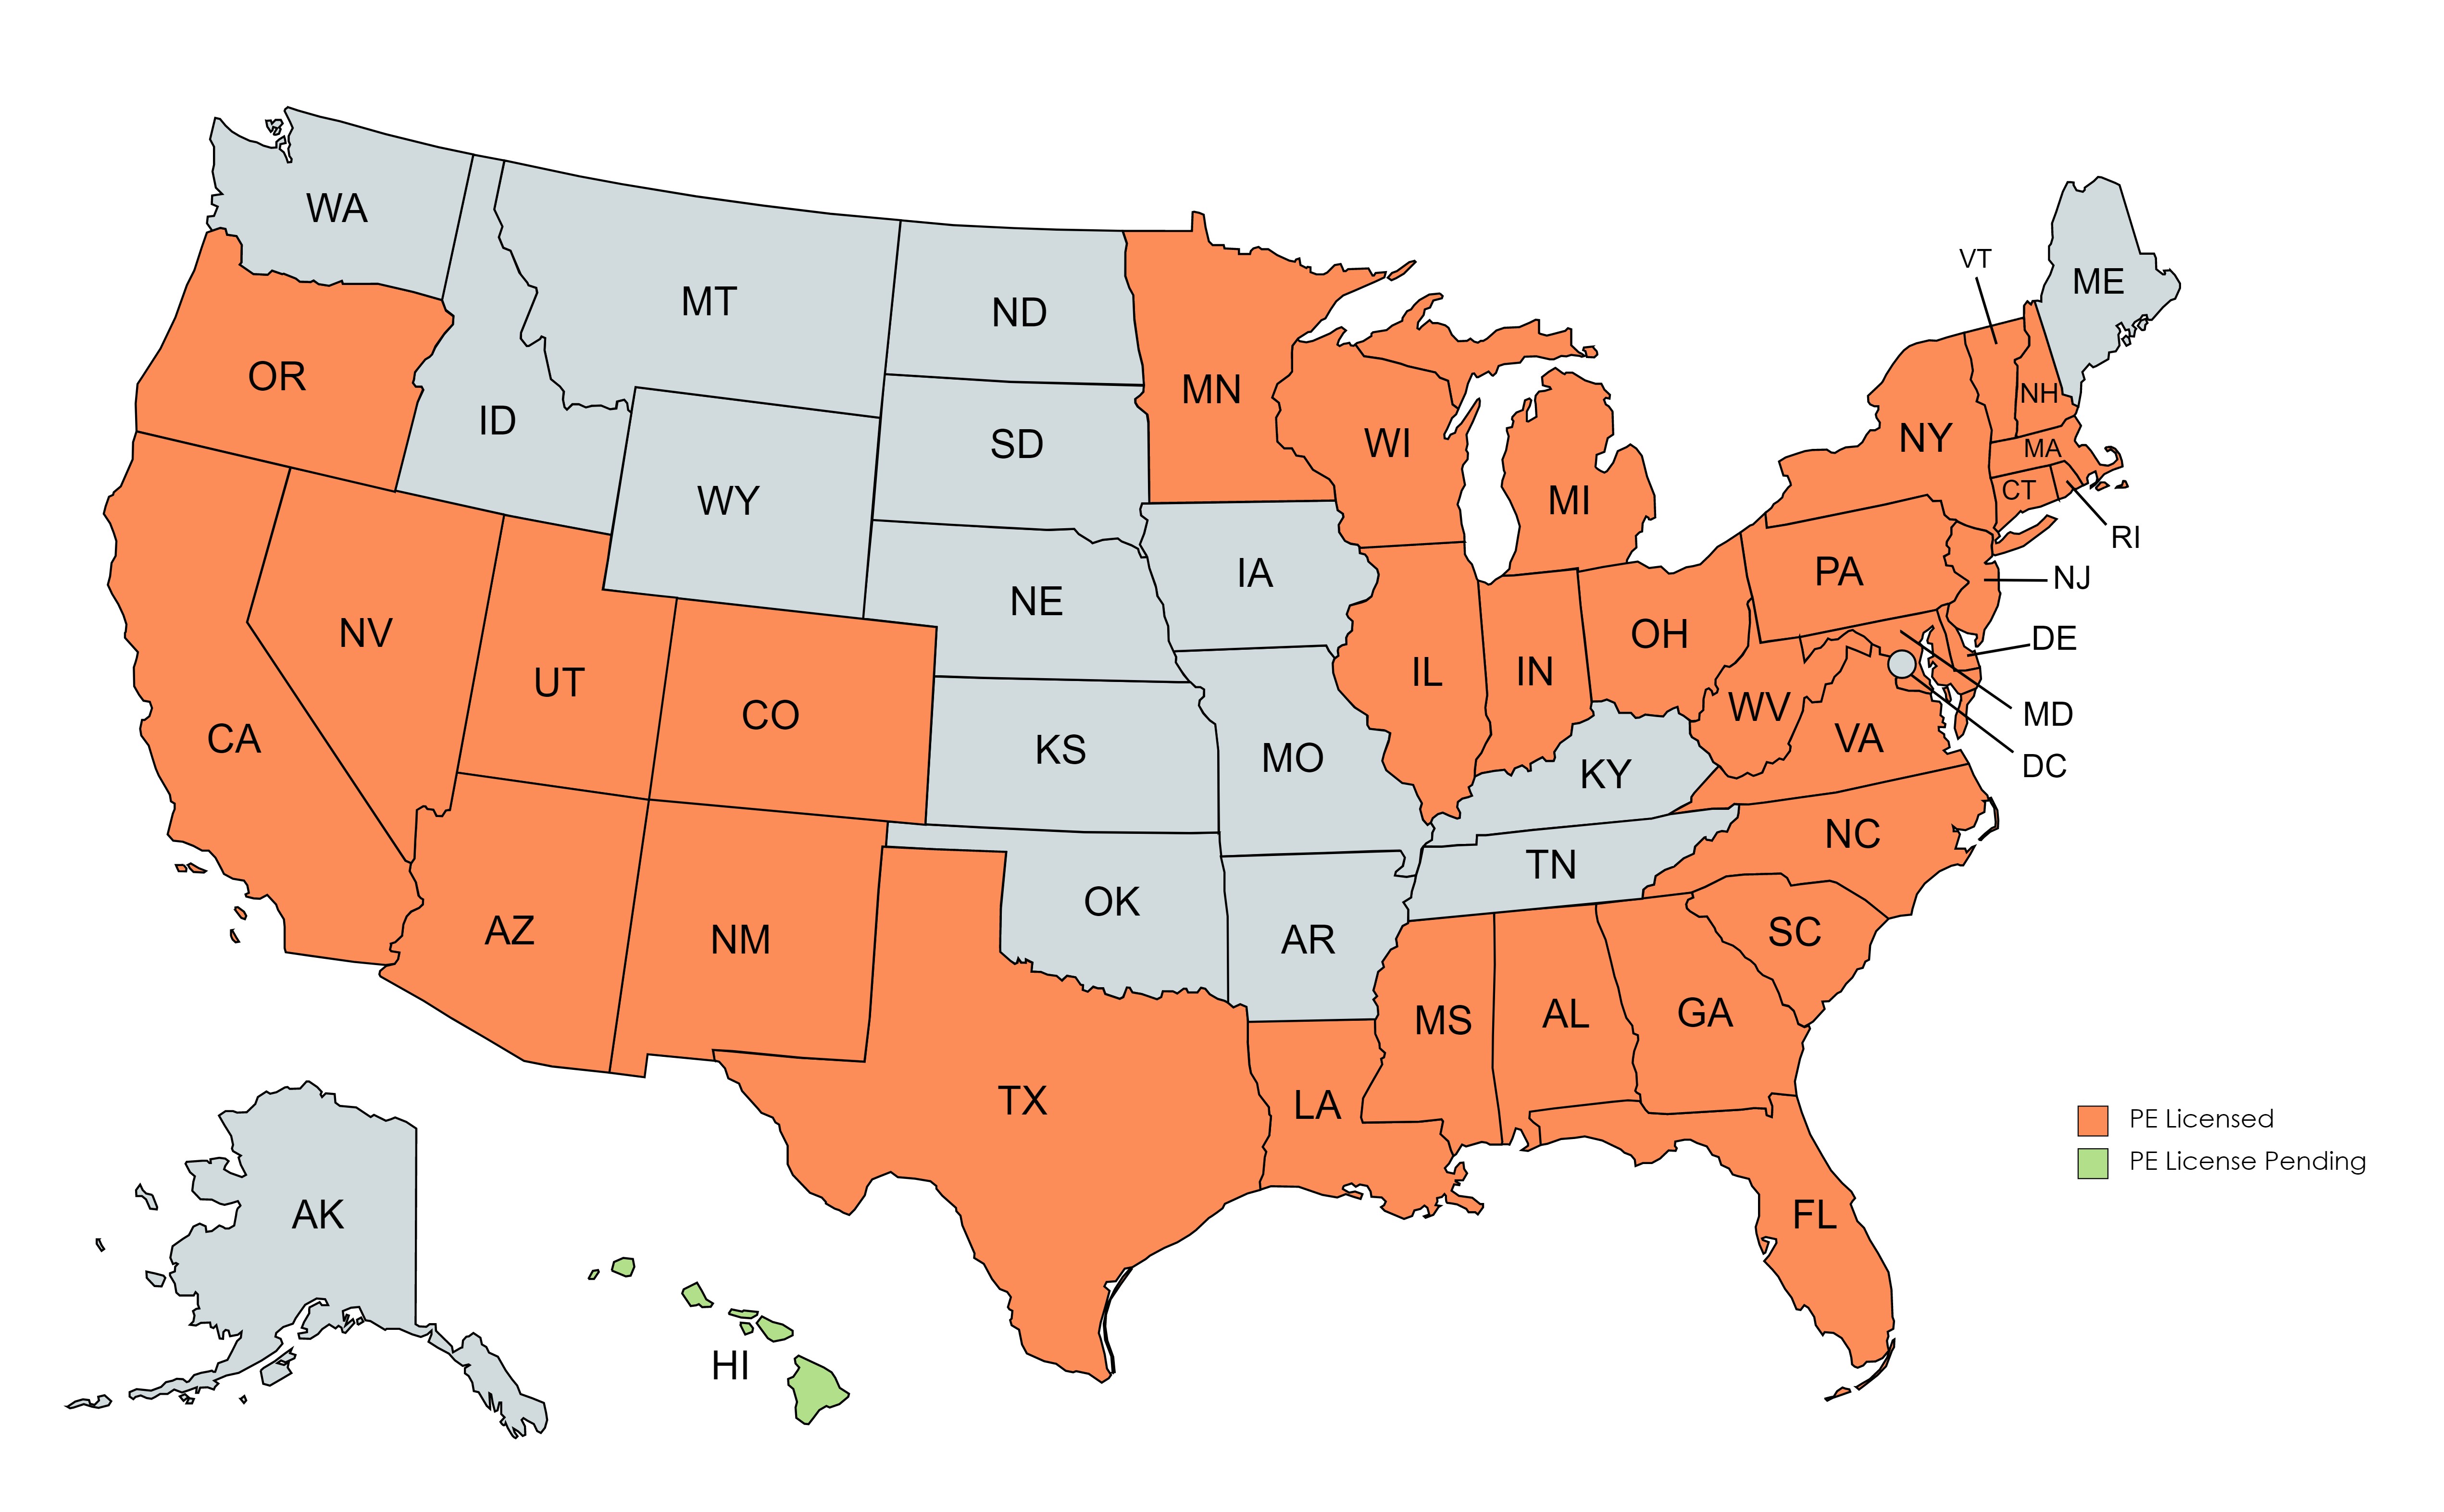 WA
MT
ND
MN
VT
ME
OR
ID
SD
WI
NH
NY
MA
WY
MI
CT
RI
NE
IA
PA
NJ
NV
UT
CO
IL
IN
OH
DE
CA
KS
MO
KY
WV
VA
MD
DC
AZ
NM
OK
AR
TN
NC
SC
TX
LA
MS
AL
GA
PE Licensed
PE License Pending
AK
HI
FL